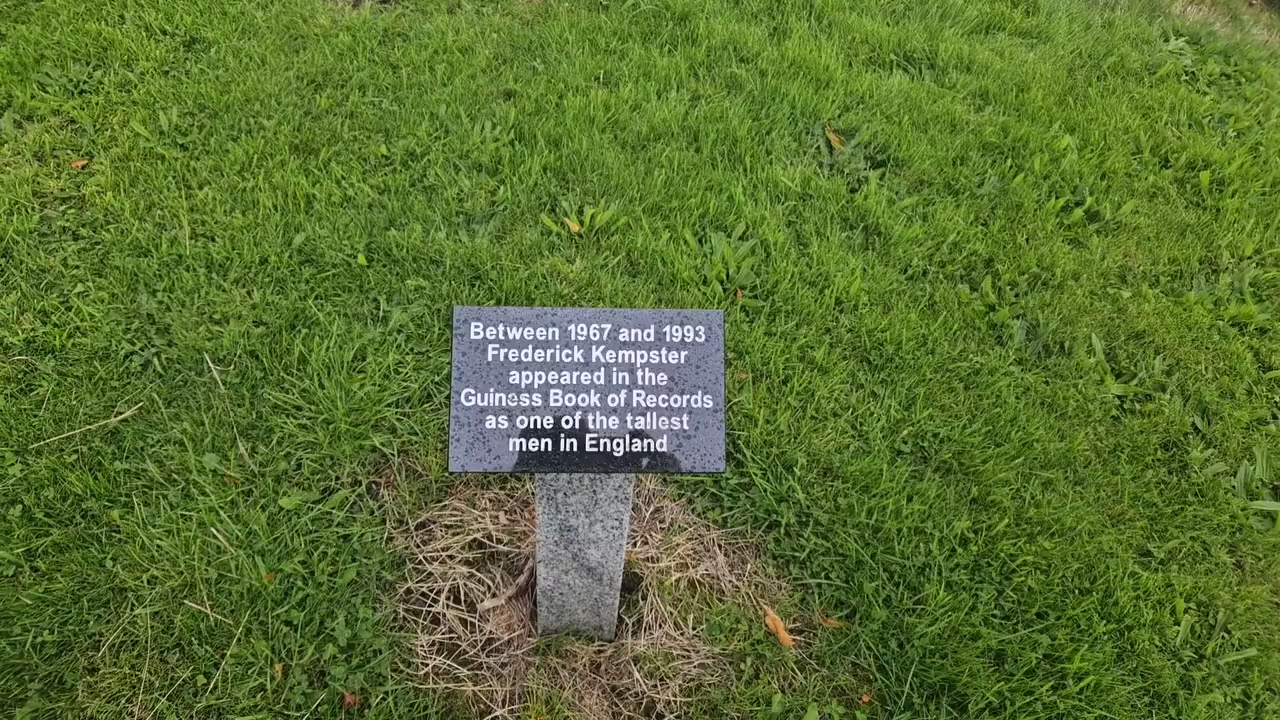 Between 1967 and 1993
Frederick Kempster
appeared in the
Guiness Book of Records
as one of the tallest
men in England